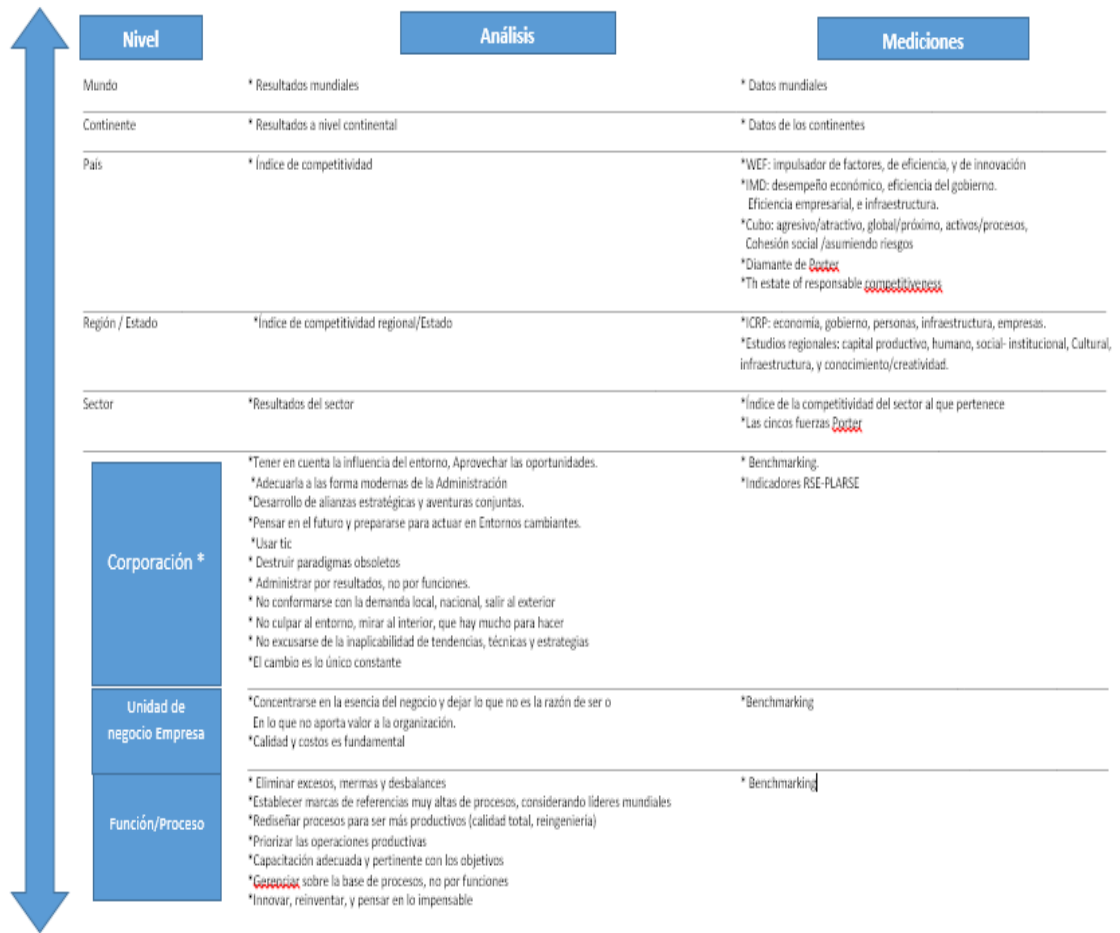 Nivel
Análisis
Mediciones
Mundo
* Resultados mundiales
* Datos mundiales
Continente
* Resultados a nivel continental
* Datos de los continentes
País
* Índice de competitividad
*WEF: impulsador de factores, de eficiencia, y de innovación
*IMD: desempeño económico, eficiencia del gobierno.
Eficiencia empresarial, e infraestructura.
*Cubo: agresivo/atractivo, global/próximo, activos/procesos,
Cohesión social /asumiendo riesgos
*Diamante de Porter
*Th estate of responsable competitiveness
Región / Estado
*Índice de competitividad regional/Estado
*ICRP: economía, gobierno, personas, infraestructura, empresas.
*Estudios regionales: capital productivo, humano, social- institucional, Cultural,
infraestructura, y conocimiento/creatividad.
Sector
*Resultados del sector
*Índice de la competitividad del sector al que pertenece
*Las cincos fuerzas Porter
Corporación *
*Tener en cuenta la influencia del entorno, Aprovechar las oportunidades.
*Adecuarla a las forma modernas de la Administración
*Desarrollo de alianzas estratégicas y aventuras conjuntas.
*Pensar en el futuro y prepararse para actuar en Entornos cambiantes.
*Usar tic
* Destruir paradigmas obsoletos
* Administrar por resultados, no por funciones.
* No conformarse con la demanda local, nacional, salir al exterior
* No culpar al entorno, mirar al interior, que hay mucho para hacer
* No excusarse de la inaplicabilidad de tendencias, técnicas y estrategias
*El cambio es lo único constante
* Benchmarking.
*Indicadores RSE-PLARSE
Unidad de
negocio Empresa
*Concentrarse en la esencia del negocio y dejar lo que no es la razón de ser o
En lo que no aporta valor a la organización.
*Calidad y costos es fundamental
*Benchmarking
Función/Proceso
* Eliminar excesos, mermas y desbalances
*Establecer marcas de referencias muy altas de procesos, considerando líderes mundiales
*Rediseñar procesos para ser más productivos (calidad total, reingeniería)
*Priorizar las operaciones productivas
*Capacitación adecuada y pertinente con los objetivos
*Gerenciar sobre la base de procesos, no por funciones
*Innovar, reinventar, y pensar en lo impensable
* Benchmarking